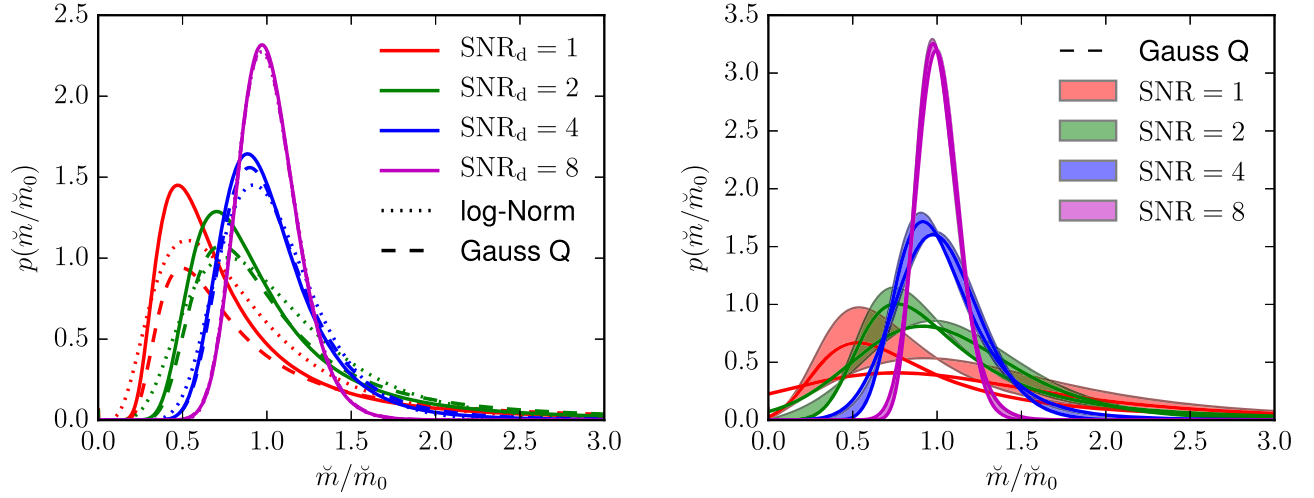 SNR_d = 1
SNR_d = 2
SNR_d = 4
SNR_d = 8
log-Norm
Gauss Q
p(m̆/m̆₀)
2.5
2.0
1.5
1.0
0.5
0.0
0.0 0.5 1.0 1.5 2.0 2.5 3.0
m̆/m̆₀
Gauss Q
SNR = 1
SNR = 2
SNR = 4
SNR = 8
p(m̆/m̆₀)
3.5
3.0
2.5
2.0
1.5
1.0
0.5
0.0
0.0 0.5 1.0 1.5 2.0 2.5 3.0
m̆/m̆₀